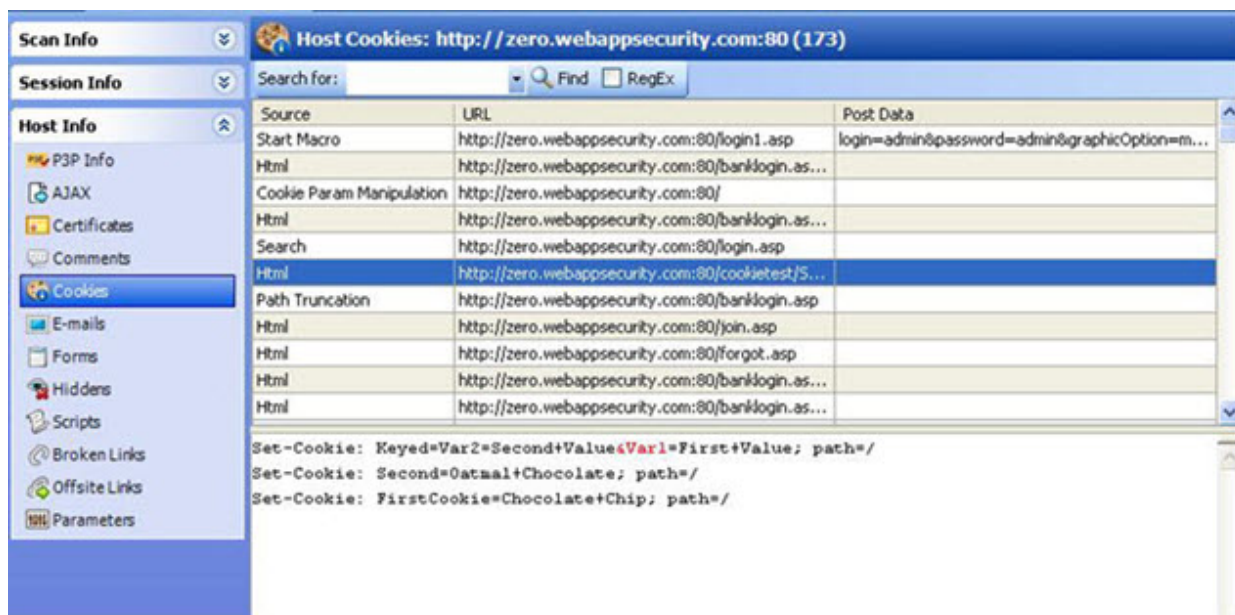 Scan Info
Session Info
Host Info
P3P Info
AJAX
Certificates
Comments
Cookies
E-mails
Forms
Hiddens
Scripts
Broken Links
Offsite Links
Parameters
Host Cookies: http://zero.webappsecurity.com:80 (173)
Search for: Find RegEx
Source URL Post Data
Start Macro http://zero.webappsecurity.com:80/login1.asp login=admin&password=admin&graphicOption=m...
Html http://zero.webappsecurity.com:80/banklogin.as...
Cookie Param Manipulation http://zero.webappsecurity.com:80/
Html http://zero.webappsecurity.com:80/banklogin.as...
Search http://zero.webappsecurity.com:80/login.asp
Html http://zero.webappsecurity.com:80/cookietest/S...
Path Truncation http://zero.webappsecurity.com:80/banklogin.asp
Html http://zero.webappsecurity.com:80/join.asp
Html http://zero.webappsecurity.com:80/forgot.asp
Html http://zero.webappsecurity.com:80/banklogin.as...
Html http://zero.webappsecurity.com:80/banklogin.as...
Set-Cookie: Keyed=Var2=Second+Value&Var1=First+Value; path=/
Set-Cookie: Second=Oatmal+Chocolate; path=/
Set-Cookie: FirstCookie=Chocolate+Chip; path=/